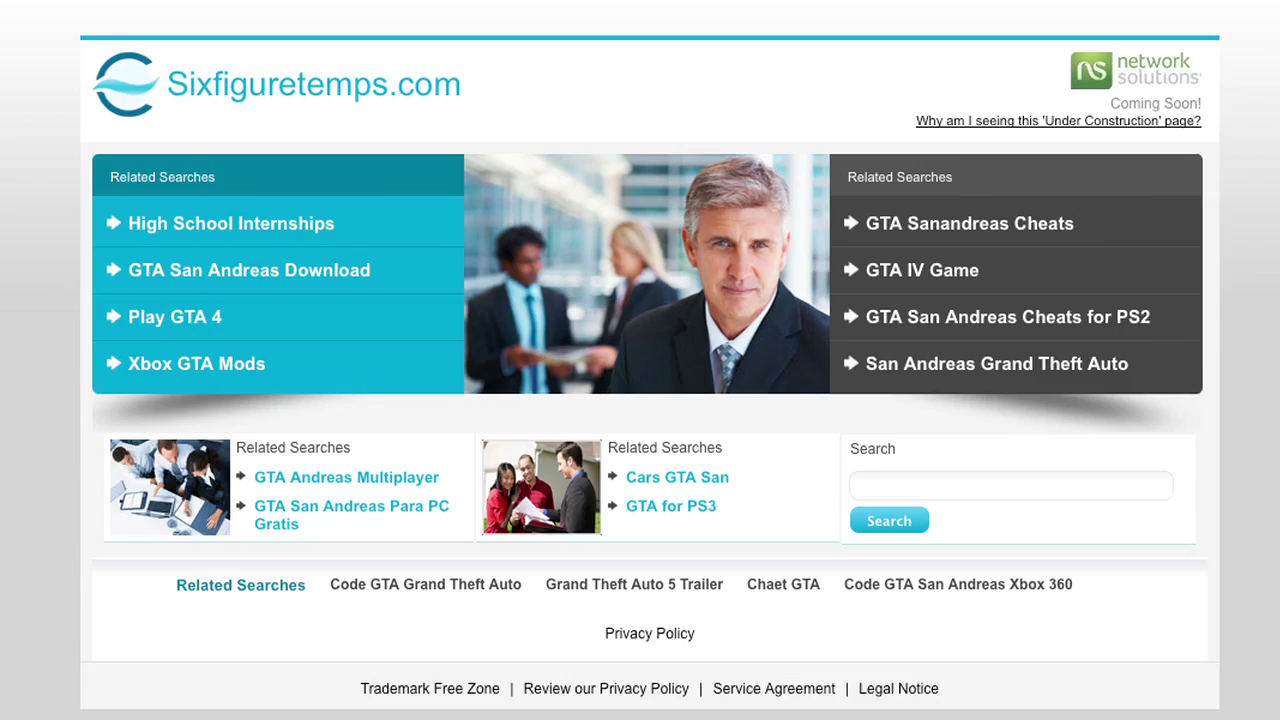 Sixfiguretemps.com
network
solutions
Coming Soon!
Why am I seeing this 'Under Construction' page?
Related Searches
High School Internships
GTA San Andreas Download
Play GTA 4
Xbox GTA Mods
Related Searches
GTA Sanandreas Cheats
GTA IV Game
GTA San Andreas Cheats for PS2
San Andreas Grand Theft Auto
Related Searches
GTA Andreas Multiplayer
GTA San Andreas Para PC
Gratis
Related Searches
Cars GTA San
GTA for PS3
Search
Search
Related Searches Code GTA Grand Theft Auto Grand Theft Auto 5 Trailer Chaet GTA Code GTA San Andreas Xbox 360
Privacy Policy
Trademark Free Zone | Review our Privacy Policy | Service Agreement | Legal Notice